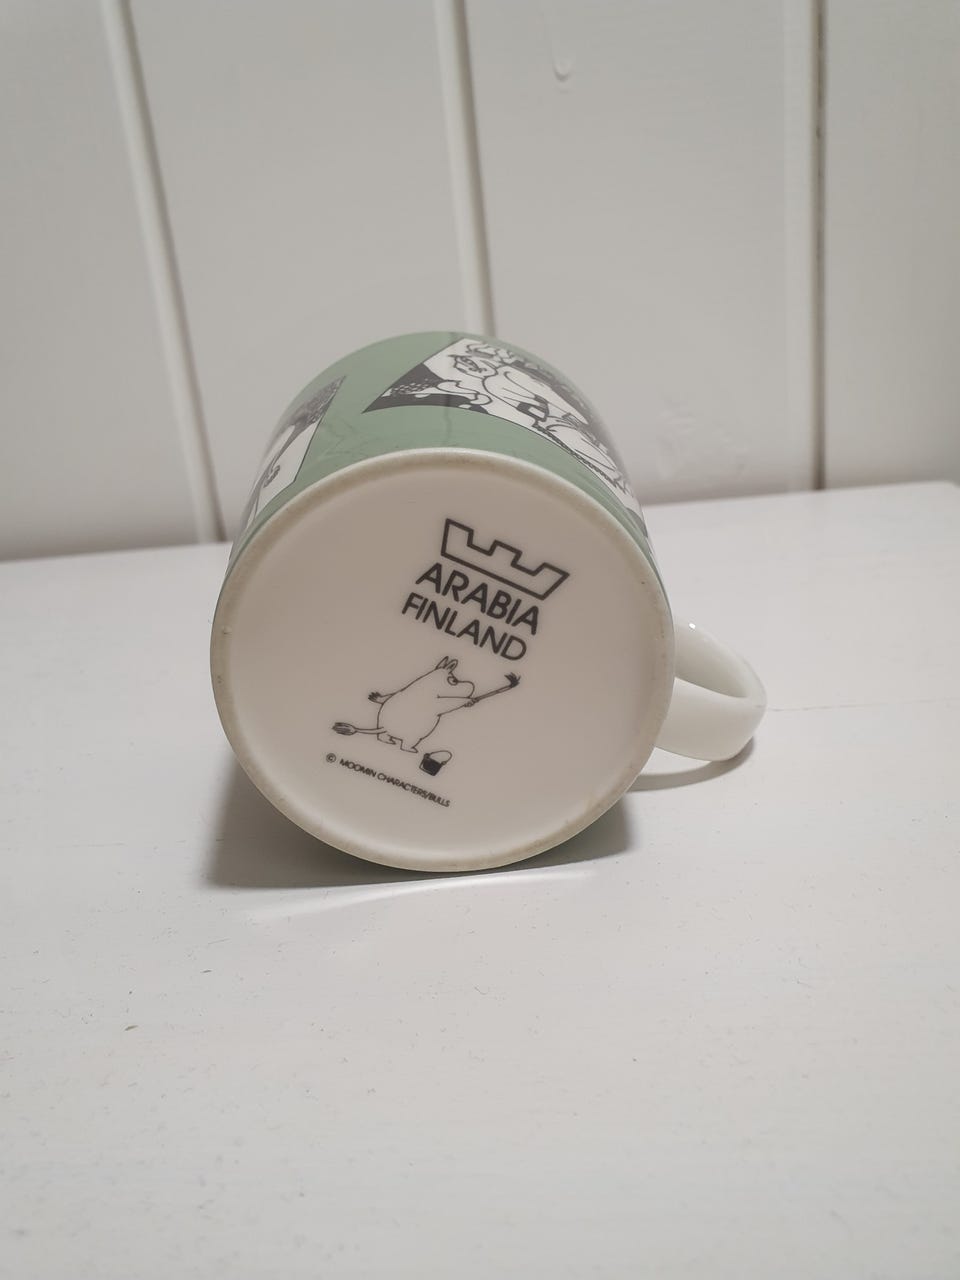 ARABIA
FINLAND
© MOOMIN CHARACTERS/BULLS